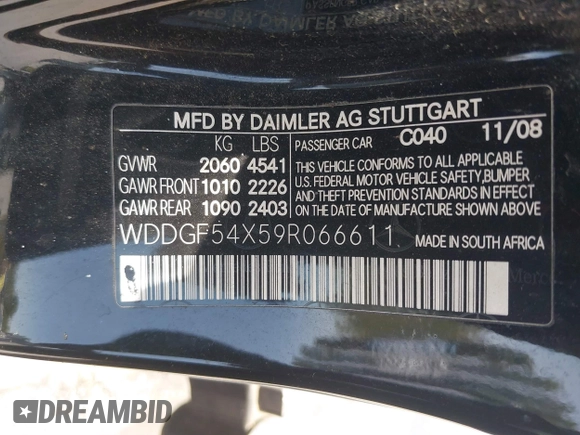 MFD BY DAIMLER AG STUTTGART
KG LBS PASSENGER CAR C040 11/08
GVWR 2060 4541
GAWR FRONT 1010 2226
GAWR REAR 1090 2403
THIS VEHICLE CONFORMS TO ALL APPLICABLE
U.S. FEDERAL MOTOR VEHICLE SAFETY,BUMPER
AND THEFT PREVENTION STANDARDS IN EFFECT
ON THE DATE OF MANUFACTURE SHOWN ABOVE.
WDDGF54X59R066611 MADE IN SOUTH AFRICA
DREAMBID